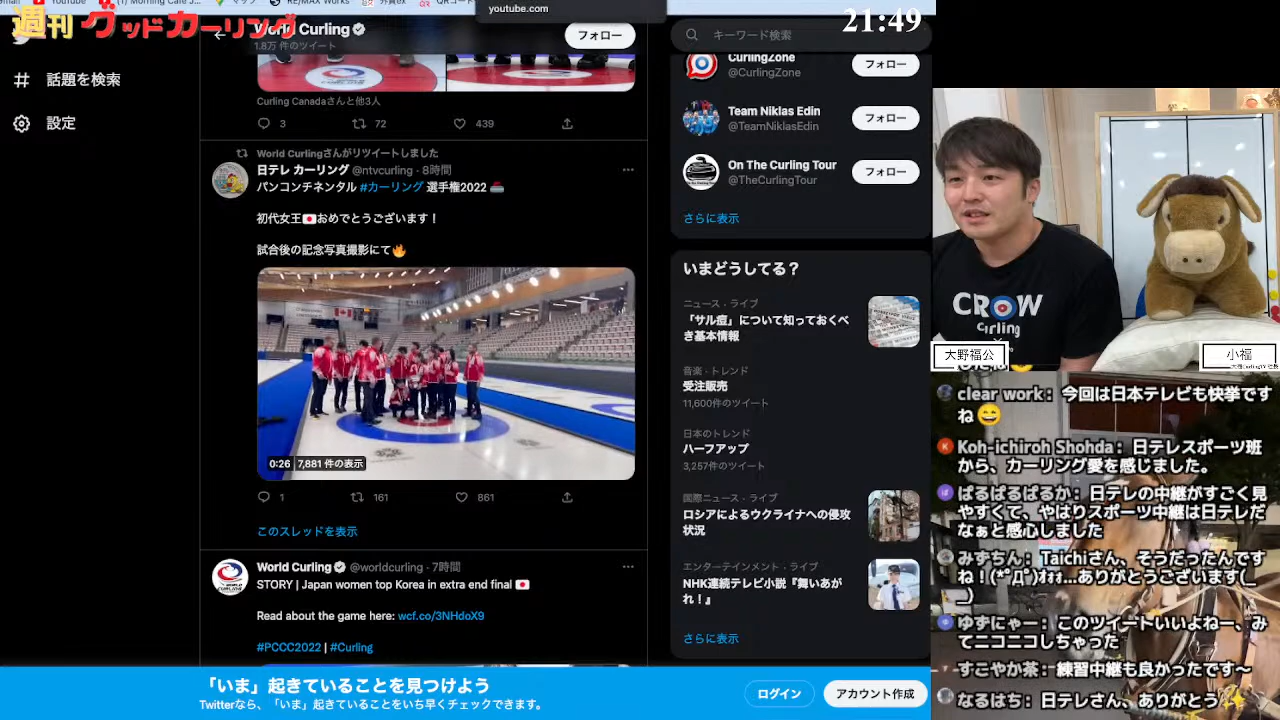 週刊 グッドカーリング
youtube.com
21:49
World Curling
1.8万 件のツイート
フォロー
キーワード検索
話題を検索
設定
Curling Canadaさんと他3人
3 72 439
World Curlingさんがリツイートしました
日テレ カーリング @ntvcurling · 8時間
パンコンチネンタル #カーリング 選手権2022 🥌
初代女王🇯🇵おめでとうございます！
試合後の記念写真撮影にて🔥
0:26 7,881 件の表示
1 161 861
このスレッドを表示
World Curling @worldcurling · 7時間
STORY | Japan women top Korea in extra end final 🇯🇵
Read about the game here: wcf.co/3NHdoX9
#PCCC2022 | #Curling
CurlingZone
@CurlingZone
フォロー
Team Niklas Edin
@TeamNiklasEdin
フォロー
On The Curling Tour
@TheCurlingTour
フォロー
さらに表示
いまどうしてる？
ニュース · ライブ
「サル痘」について知っておくべ
き基本情報
音楽 · トレンド
受注販売
11,600件のツイート
日本のトレンド
ハーフアップ
3,257件のツイート
国際ニュース · ライブ
ロシアによるウクライナへの侵攻
状況
エンターテインメント · ライブ
NHK連続テレビ小説『舞いあが
れ！』
さらに表示
「いま」起きていることを見つけよう
Twitterなら、「いま」起きていることをいち早くチェックできます。
ログイン
アカウント作成
CROW
Curling
大野福公
小福
clear work：今回は日本テレビも快挙です
ね😄
Koh-ichiroh Shohda：日テレスポーツ班
から、カーリング愛を感じました。
ぱるぱるぱるか：日テレの中継がすごく見
やすくて、やはりスポーツ中継は日テレだ
なぁと感心しました
みずちん：Taichiさん、そうだったんです
ね！(*ﾟДﾟ)ｵｫｫ…ありがとうございます(_
_)
ゆずにゃー：このツイートいいよねー、み
てニコニコしちゃった
すこやか茶：練習中継も良かったです〜
なるはち：日テレさん、ありがとう✨